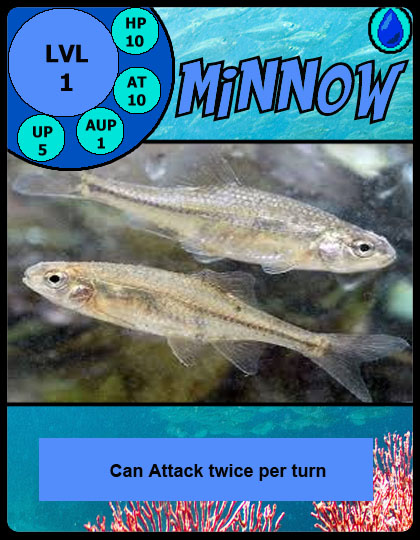 LVL
1
HP
10
AT
10
AUP
1
UP
5
MiNNOW
Can Attack twice per turn